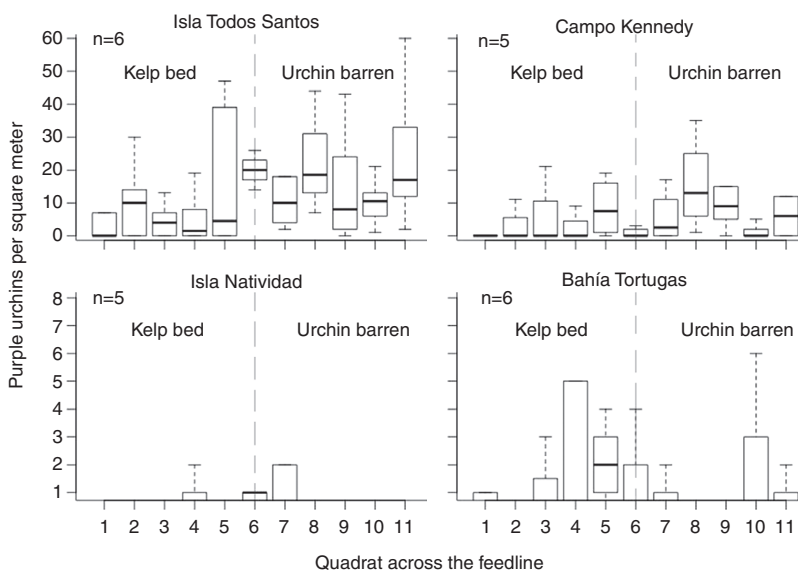 Isla Todos Santos
n=6
Kelp bed
Urchin barren
60
50
40
30
20
10
0
Campo Kennedy
n=5
Kelp bed
Urchin barren
Purple urchins per square meter
Isla Natividad
n=5
Kelp bed
Urchin barren
8
7
6
5
4
3
2
1
1 2 3 4 5 6 7 8 9 10 11
Bahía Tortugas
n=6
Kelp bed
Urchin barren
1 2 3 4 5 6 7 8 9 10 11
Quadrat across the feedline